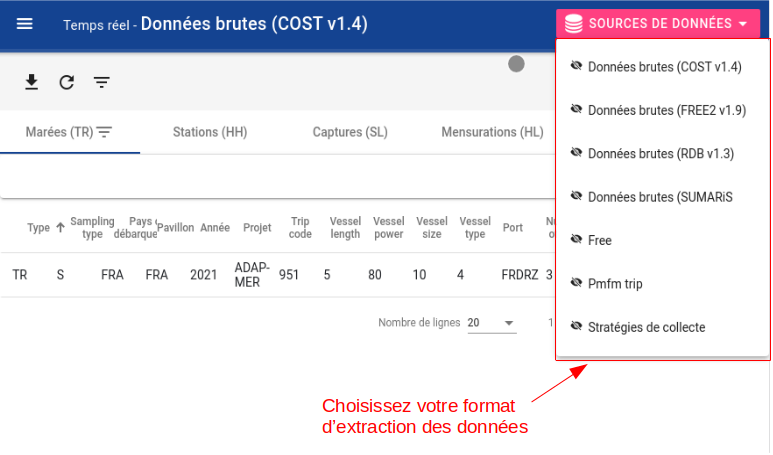 Temps réel - Données brutes (COST v1.4)
SOURCES DE DONNÉES
Données brutes (COST v1.4)
Données brutes (FREE2 v1.9)
Données brutes (RDB v1.3)
Données brutes (SUMARiS
Free
Pmfm trip
Stratégies de collecte
Marées (TR)
Stations (HH)
Captures (SL)
Mensurations (HL)
Type
Sampling type
Pays débarque
Pavillon
Année
Projet
Trip code
Vessel length
Vessel power
Vessel size
Vessel type
Port
TR S FRA FRA 2021 ADAP-MER 951 5 80 10 4 FRDRZ 3
Nombre de lignes 20
1
Choisissez votre format
d'extraction des données